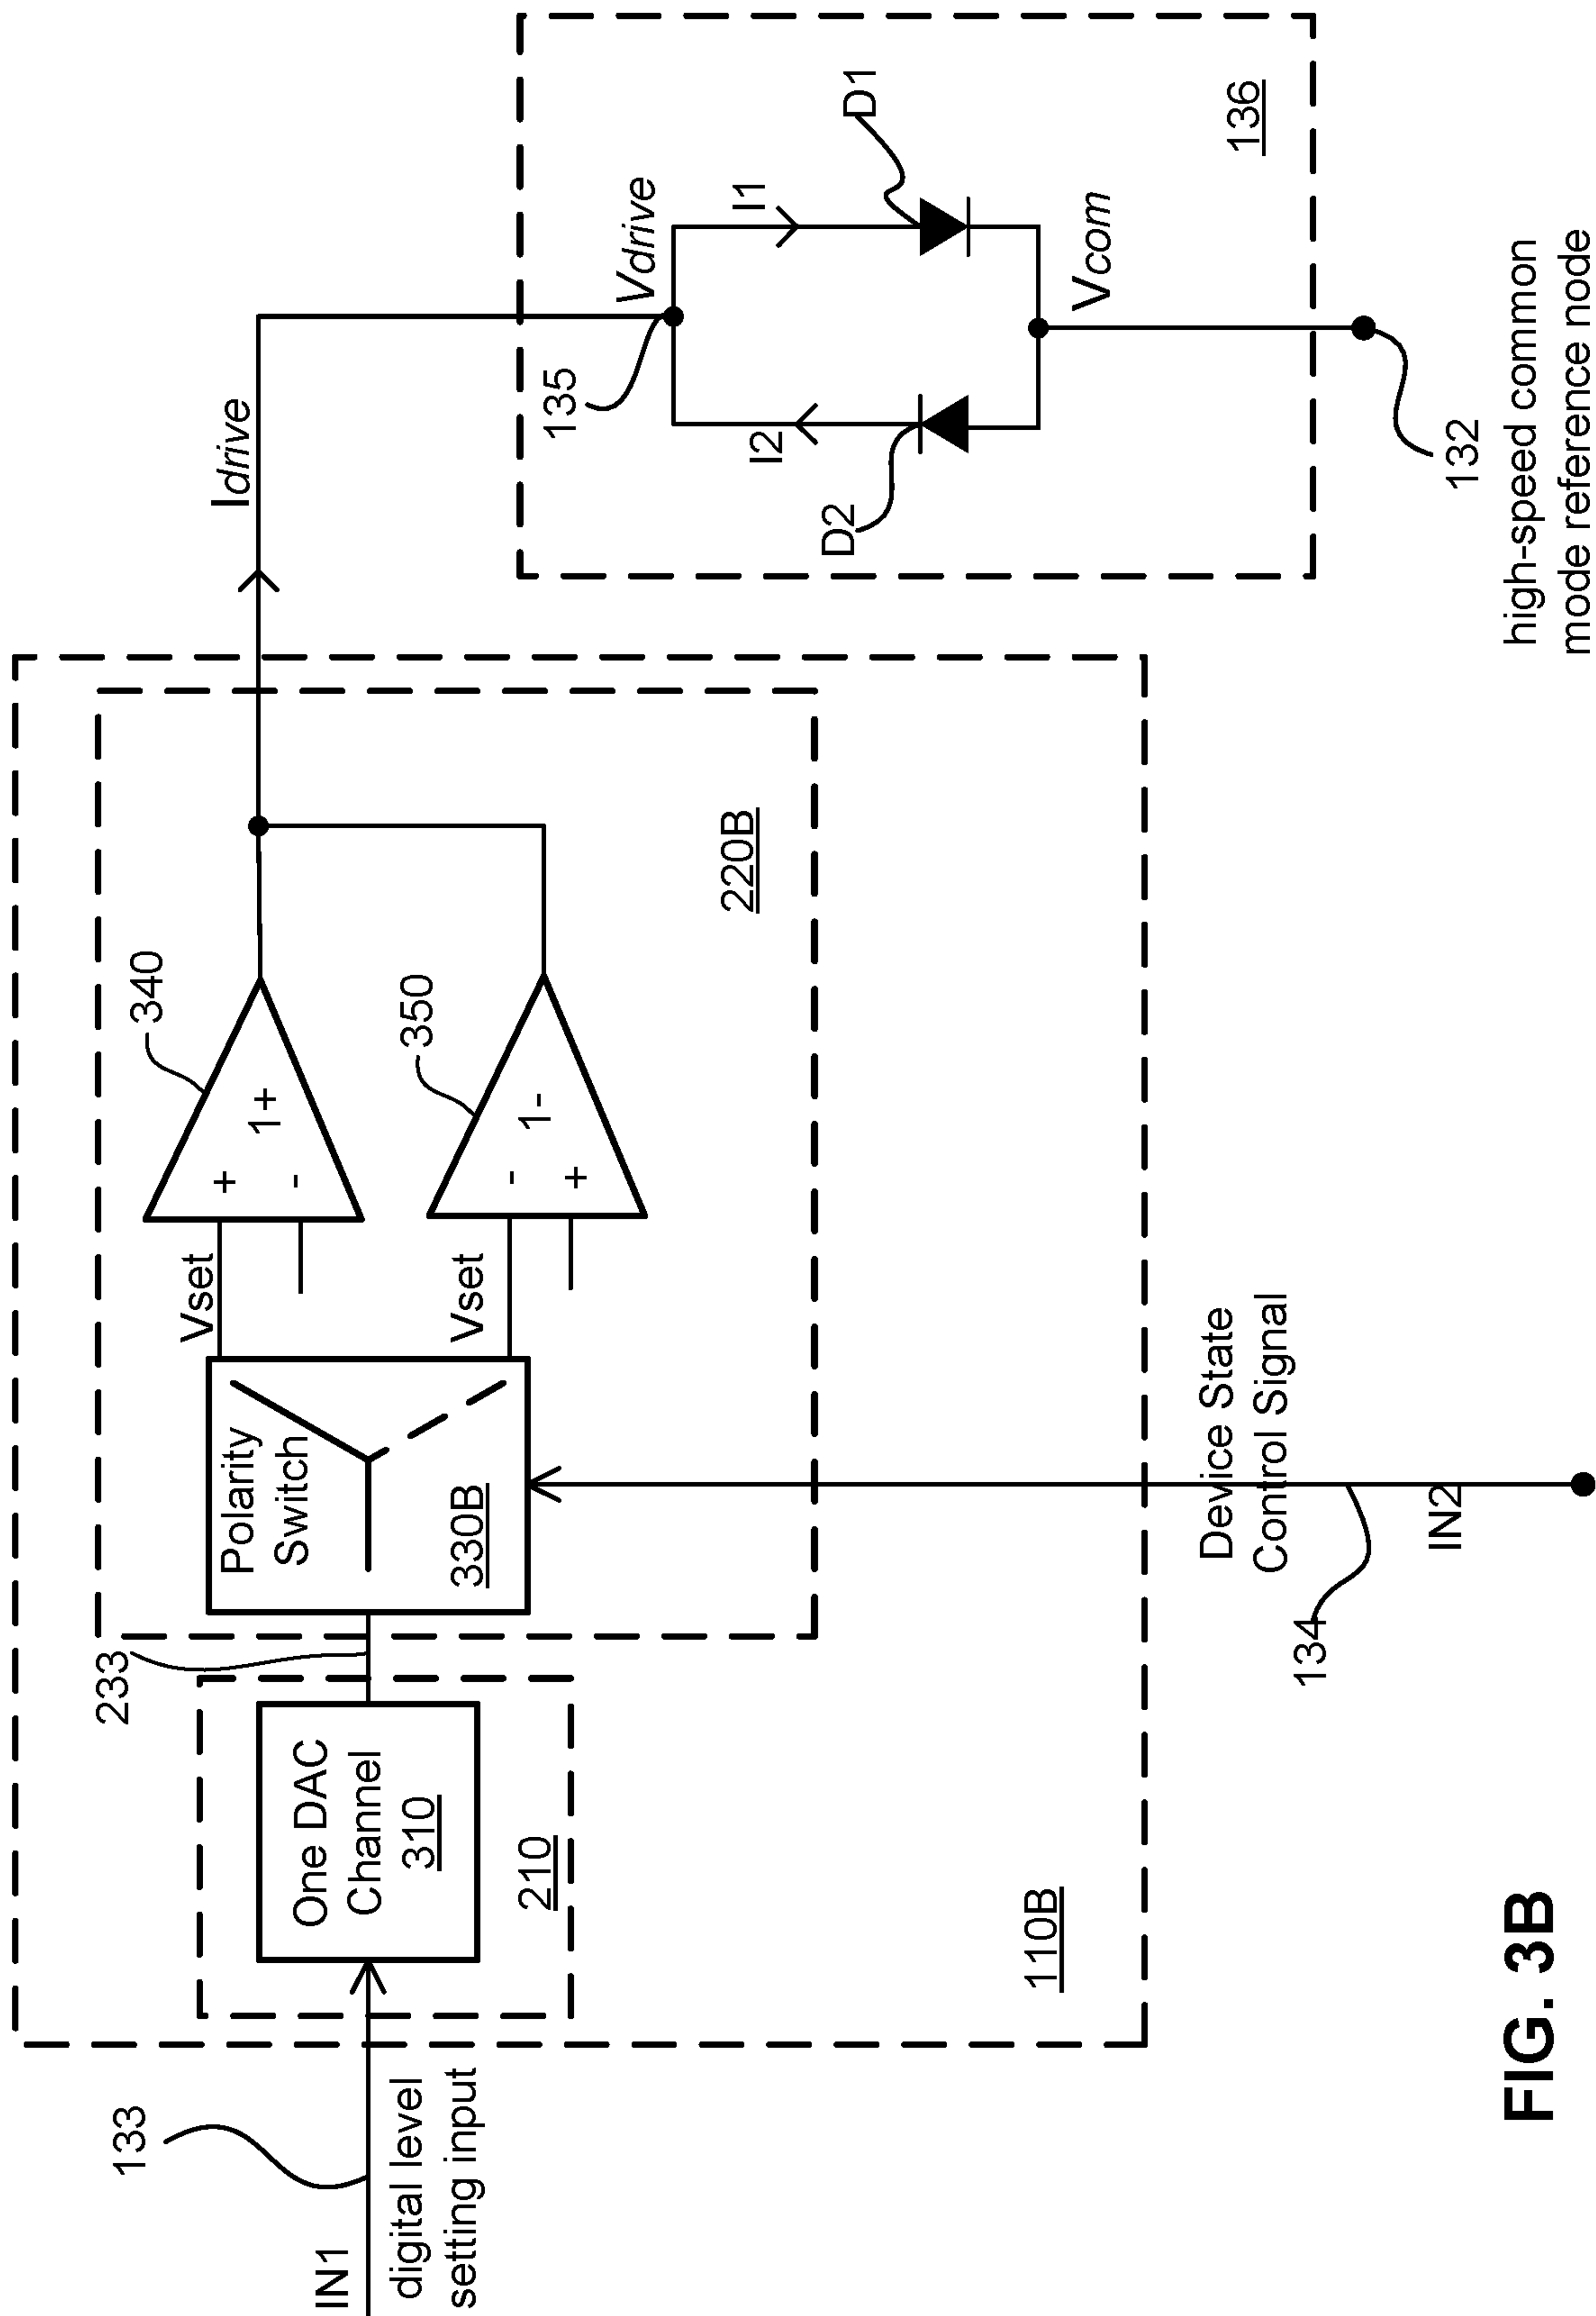 IN1
133
digital level
setting input
One DAC
Channel
310
210
110B
233
Polarity
Switch
330B
Vset
Vset
+
-
1+
340
-
+
1-
350
220B
Device State
Control Signal
134
IN2
Idrive
135
Vdrive
I1
I2
D1
D2
Vcom
136
132
high-speed common
mode reference node
FIG. 3B